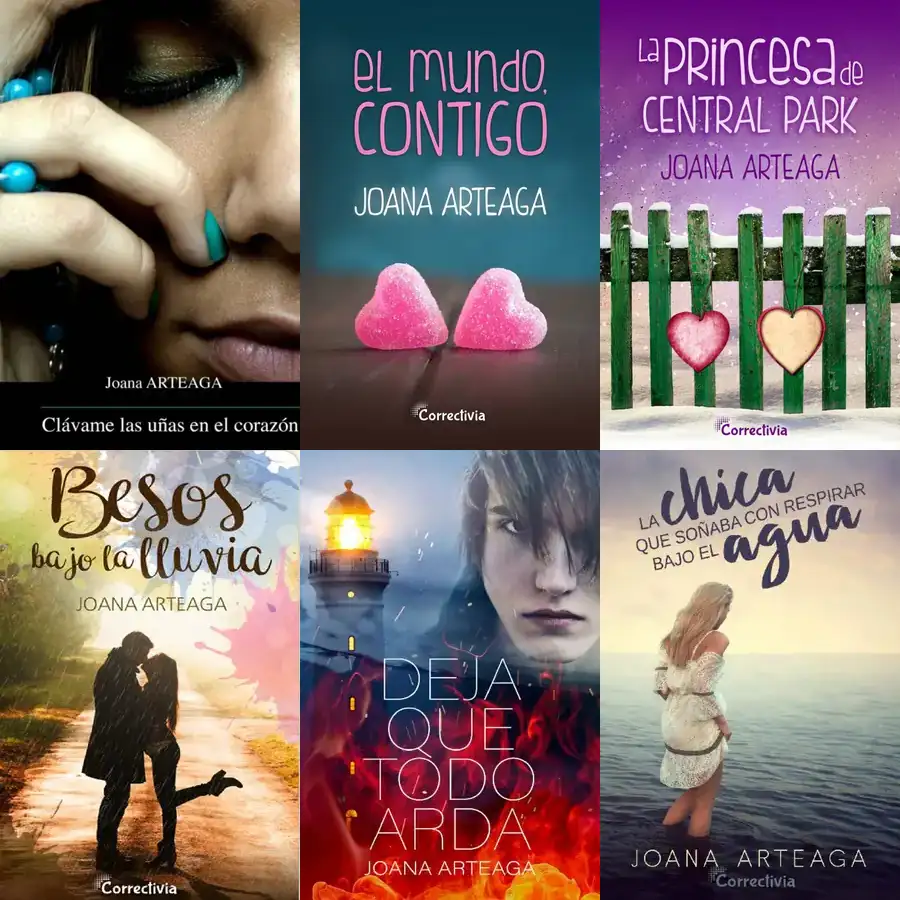 Joana ARTEAGA
Clávame las uñas en el corazón
el mundo,
CONTIGO
JOANA ARTEAGA
Correctivia
La PRINCESA de
CENTRAL PARK
JOANA ARTEAGA
Correctivia
Besos
bajo la lluvia
JOANA ARTEAGA
Correctivia
DEJA
QUE
TODO
ARDA
JOANA ARTEAGA
LA chica
QUE SOÑABA CON RESPIRAR
BAJO EL agua
JOANA ARTEAGA
Correctivia